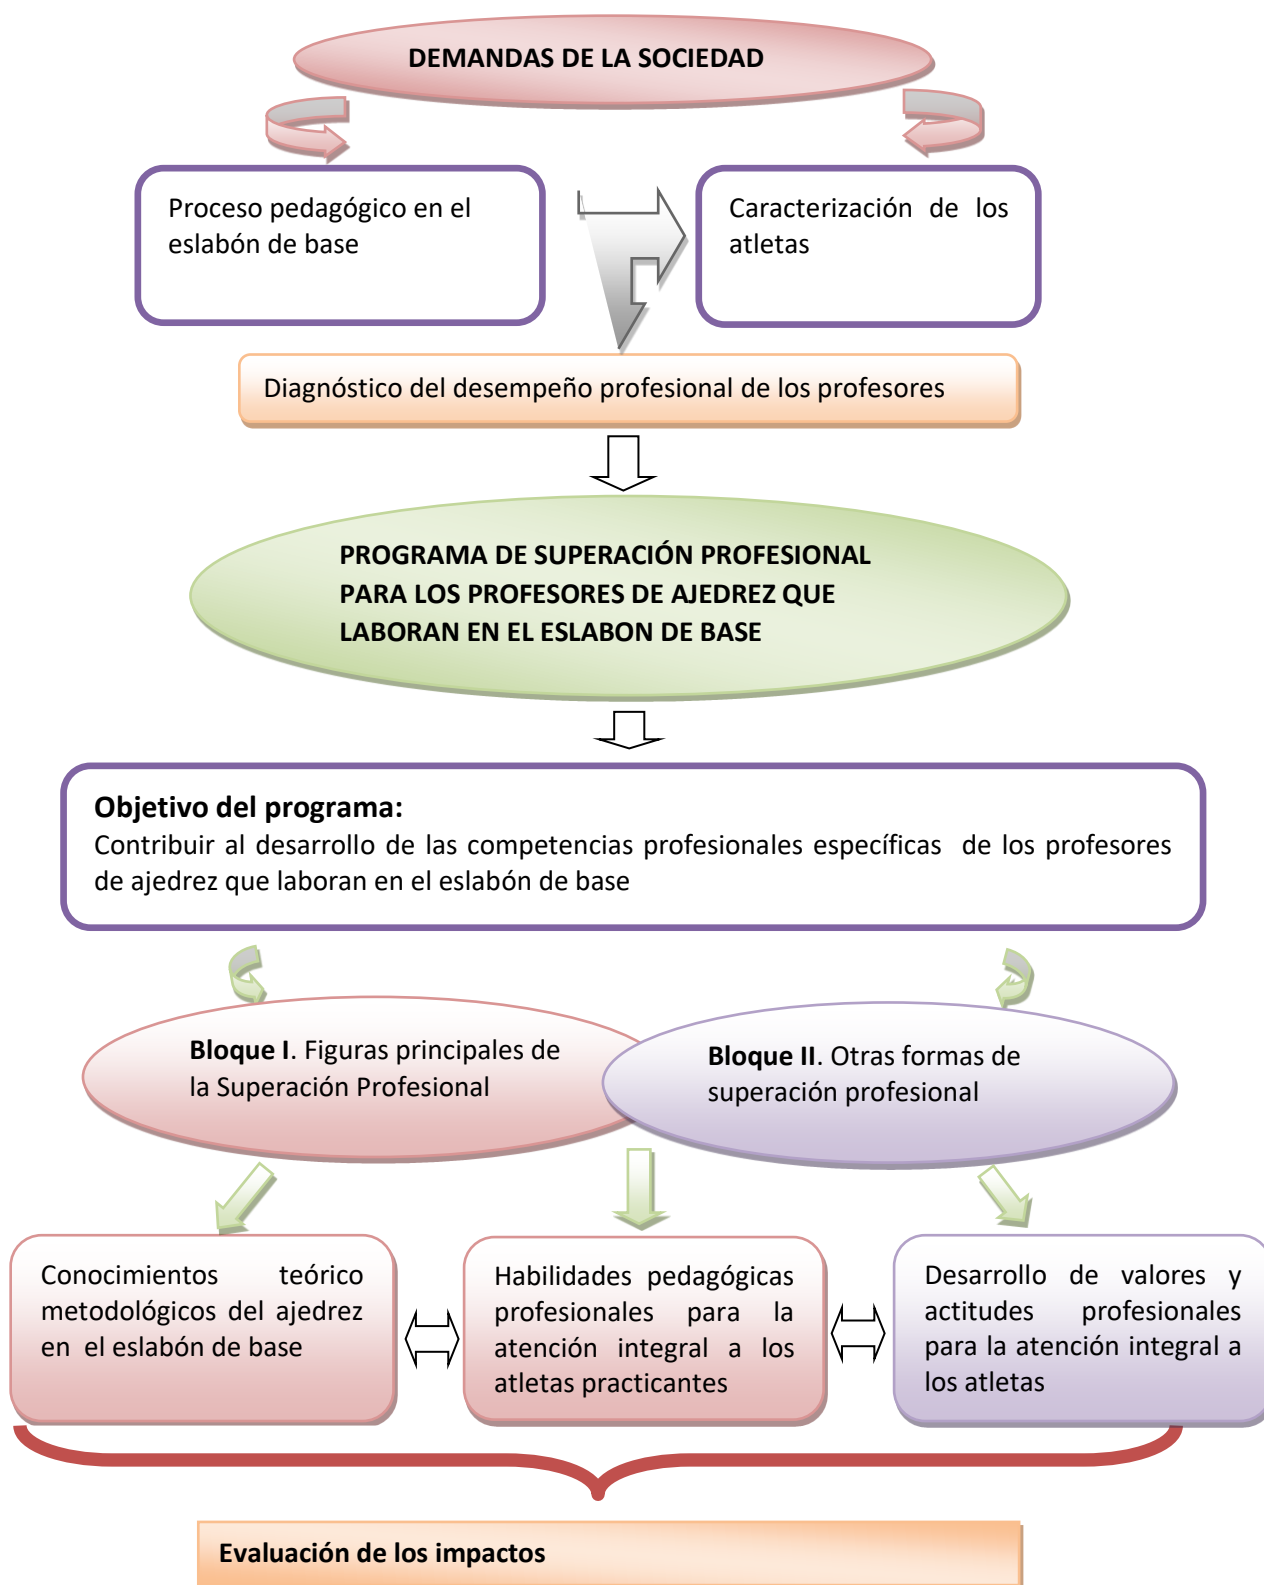 DEMANDAS DE LA SOCIEDAD
Proceso pedagógico en el
eslabón de base
Caracterización de los
atletas
Diagnóstico del desempeño profesional de los profesores
PROGRAMA DE SUPERACIÓN PROFESIONAL
PARA LOS PROFESORES DE AJEDREZ QUE
LABORAN EN EL ESLABON DE BASE
Objetivo del programa:
Contribuir al desarrollo de las competencias profesionales específicas de los profesores
de ajedrez que laboran en el eslabón de base
Bloque I. Figuras principales de
la Superación Profesional
Bloque II. Otras formas de
superación profesional
Conocimientos teórico
metodológicos del ajedrez
en el eslabón de base
Habilidades pedagógicas
profesionales para la
atención integral a los
atletas practicantes
Desarrollo de valores y
actitudes profesionales
para la atención integral a
los atletas
Evaluación de los impactos